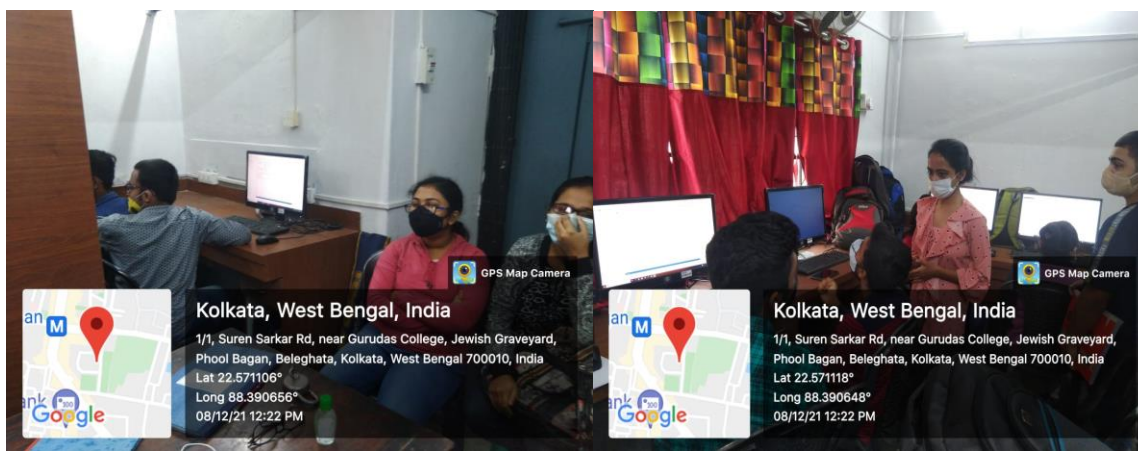 GPS Map Camera
Kolkata, West Bengal, India
1/1, Suren Sarkar Rd, near Gurudas College, Jewish Graveyard,
Phool Bagan, Beleghata, Kolkata, West Bengal 700010, India
Lat 22.571106°
Long 88.390656°
08/12/21 12:22 PM
an
M
Google
GPS Map Camera
Kolkata, West Bengal, India
1/1, Suren Sarkar Rd, near Gurudas College, Jewish Graveyard,
Phool Bagan, Beleghata, Kolkata, West Bengal 700010, India
Lat 22.571118°
Long 88.390648°
08/12/21 12:22 PM
an
M
Google